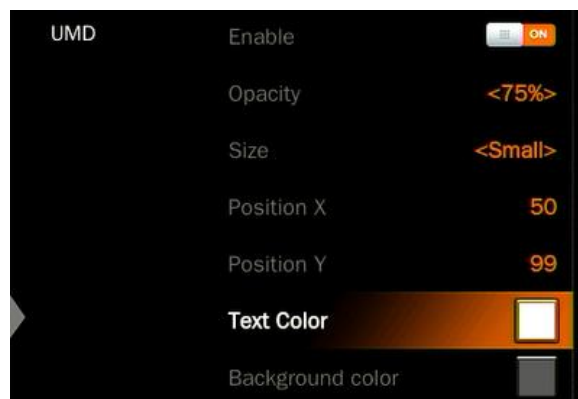 UMD
Enable ON
Opacity <75%>
Size <Small>
Position X 50
Position Y 99
Text Color
Background color